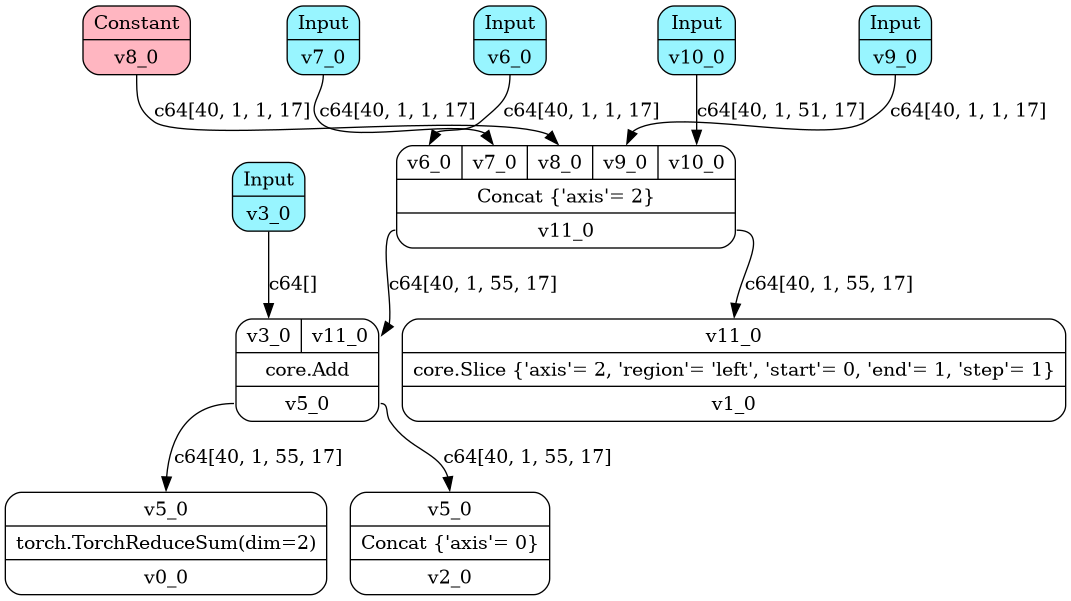 Constant
v8_0
Input
v7_0
Input
v6_0
Input
v10_0
Input
v9_0
c64[40, 1, 1, 17]
c64[40, 1, 1, 17]
c64[40, 1, 1, 17]
c64[40, 1, 51, 17]
c64[40, 1, 1, 17]
v6_0
v7_0
v8_0
v9_0
v10_0
Concat {'axis'= 2}
v11_0
Input
v3_0
c64[]
c64[40, 1, 55, 17]
c64[40, 1, 55, 17]
v3_0
v11_0
core.Add
v5_0
v11_0
core.Slice {'axis'= 2, 'region'= 'left', 'start'= 0, 'end'= 1, 'step'= 1}
v1_0
c64[40, 1, 55, 17]
c64[40, 1, 55, 17]
v5_0
torch.TorchReduceSum(dim=2)
v0_0
v5_0
Concat {'axis'= 0}
v2_0